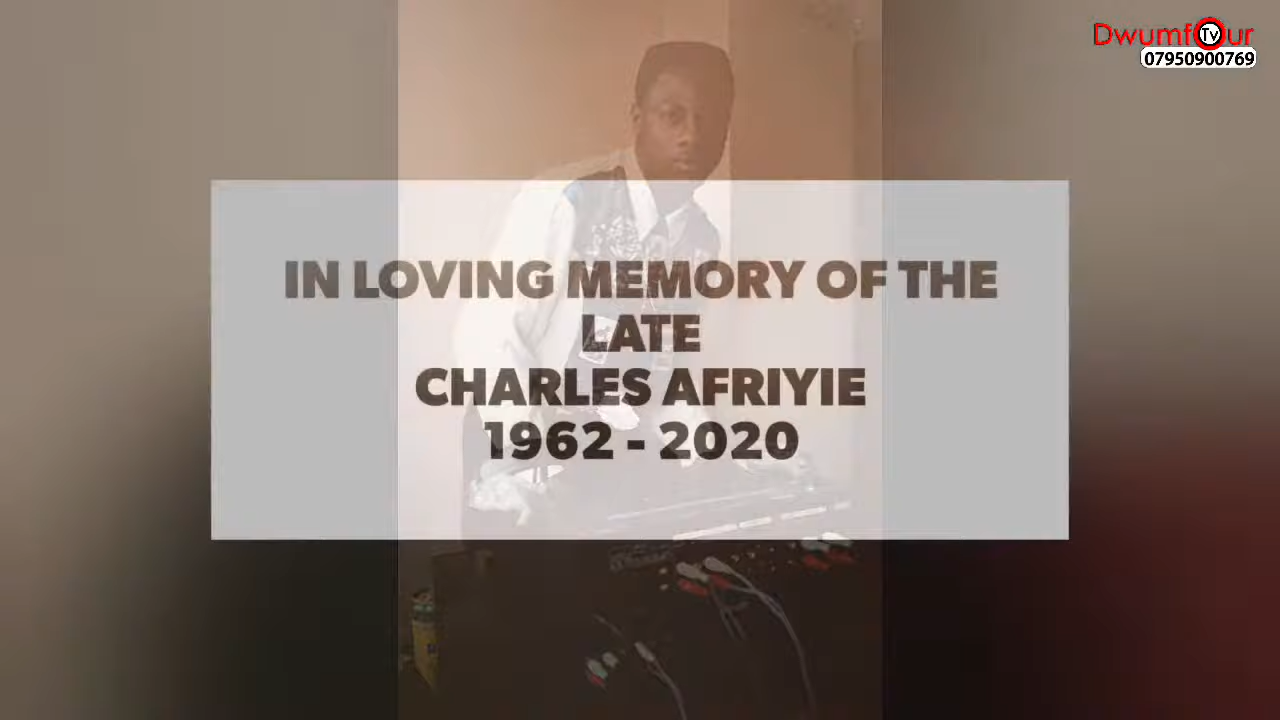 DwumfOur
Tv
07950900769
IN LOVING MEMORY OF THE
LATE
CHARLES AFRIYIE
1962 - 2020